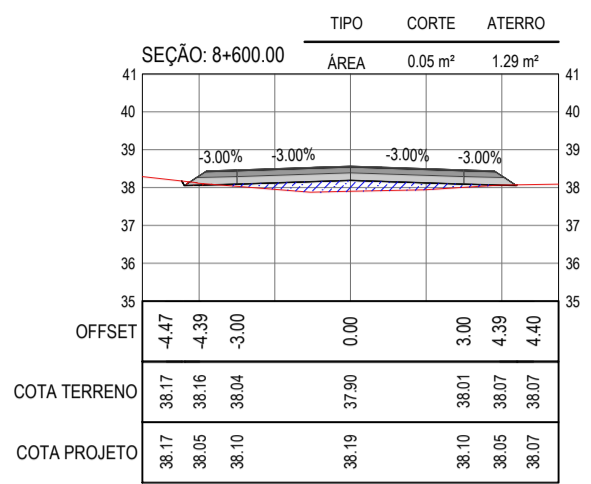 TIPO CORTE ATERRO
SEÇÃO: 8+600.00
ÁREA 0.05 m² 1.29 m²
41 41
40 40
39 39
-3.00% -3.00% -3.00% -3.00%
38 38
37 37
36 36
35 35
OFFSET -4.47 -4.39 -3.00 0.00 3.00 4.39 4.40
COTA TERRENO 38.17 38.16 38.04 37.90 38.01 38.07 38.07
COTA PROJETO 38.17 38.05 38.10 38.19 38.10 38.05 38.07